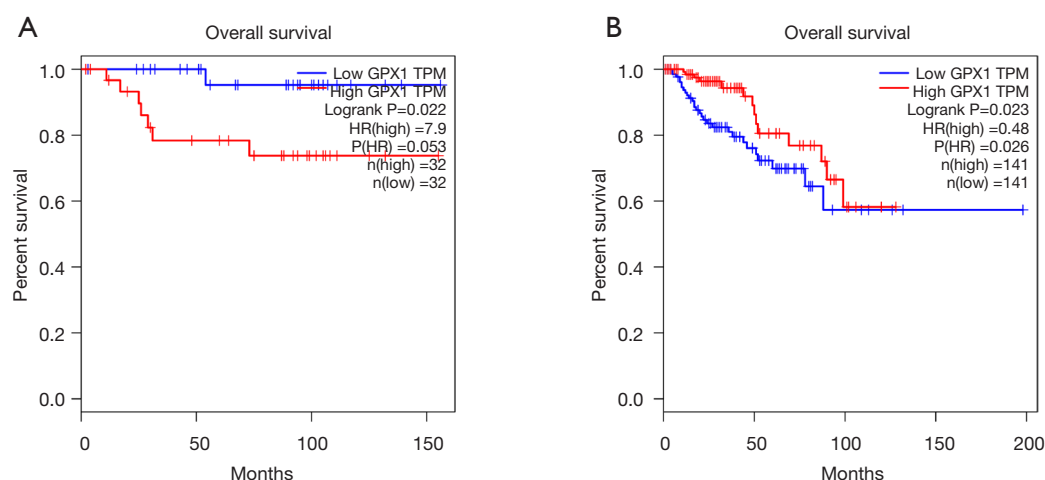 A
Overall survival
Low GPX1 TPM
High GPX1 TPM
Logrank P=0.022
HR(high) =7.9
P(HR) =0.053
n(high) =32
n(low) =32
1.0
0.8
0.6
0.4
0.2
0.0
Percent survival
0 50 100 150
Months
B
Overall survival
Low GPX1 TPM
High GPX1 TPM
Logrank P=0.023
HR(high) =0.48
P(HR) =0.026
n(high) =141
n(low) =141
1.0
0.8
0.6
0.4
0.2
0.0
Percent survival
0 50 100 150 200
Months